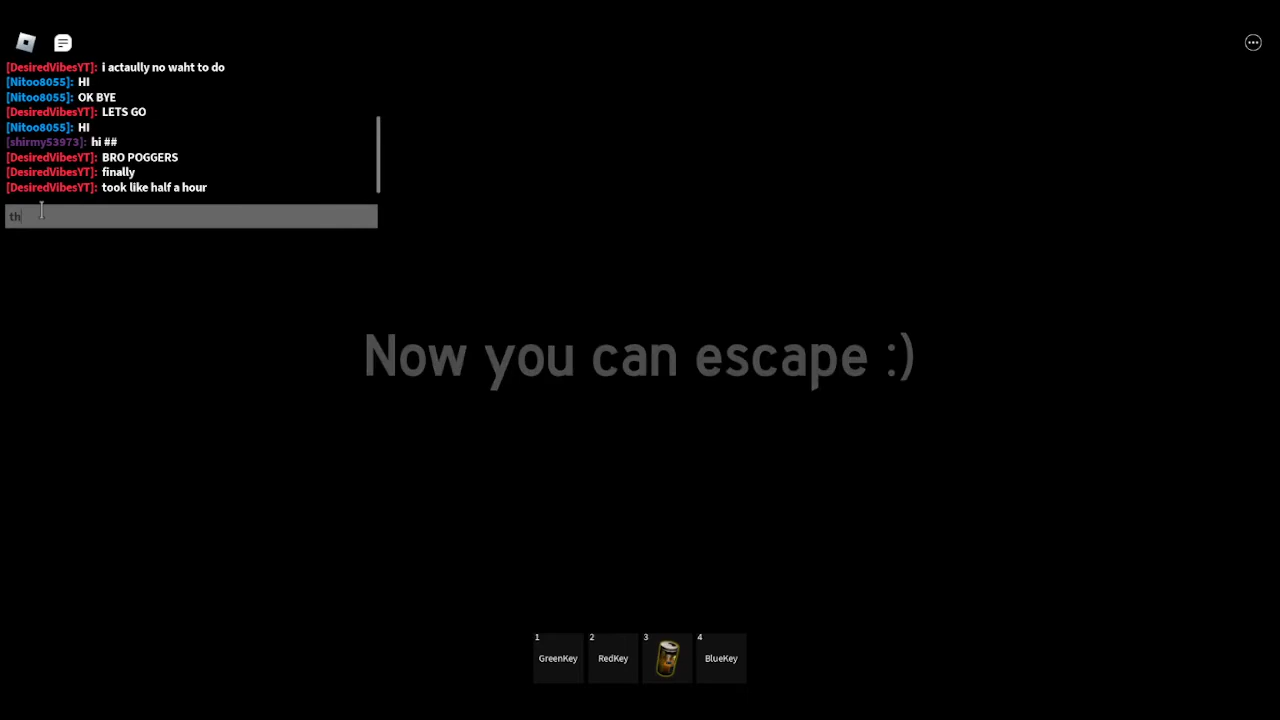 [DesiredVibesYT]: i actaully no waht to do
[Nitoo8055]: HI
[Nitoo8055]: OK BYE
[DesiredVibesYT]: LETS GO
[Nitoo8055]: HI
[shirmy53973]: hi ##
[DesiredVibesYT]: BRO POGGERS
[DesiredVibesYT]: finally
[DesiredVibesYT]: took like half a hour
th
Now you can escape :)
1 2 3 4
GreenKey RedKey BlueKey